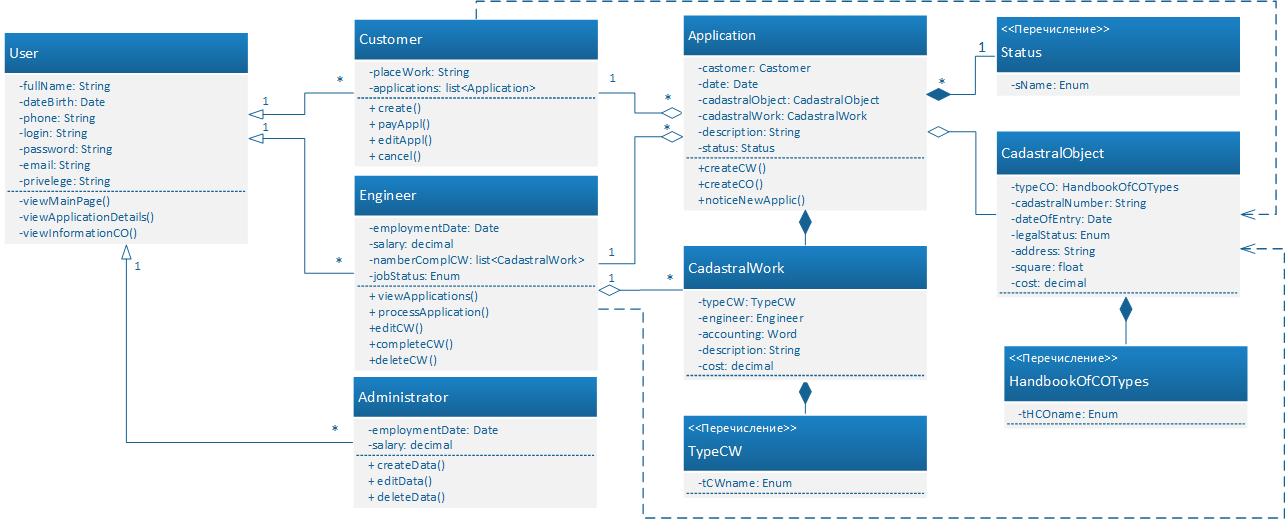 User
-fullName: String
-dateBirth: Date
-phone: String
-login: String
-password: String
-email: String
-privelege: String
-viewMainPage()
-viewApplicationDetails()
-viewInformationCO()
1
*
1
*
1
*
Customer
-placeWork: String
-applications: list<Application>
+ create()
+ payAppl()
+ editAppl()
+ cancel()
1
*
Engineer
-employmentDate: Date
-salary: decimal
-namberComplCW: list<CadastralWork>
-jobStatus: Enum
+ viewApplications()
+ processApplication()
+editCW()
+completeCW()
+deleteCW()
1
*
1
*
Administrator
-employmentDate: Date
-salary: decimal
+ createData()
+ editData()
+ deleteData()
Application
-castomer: Castomer
-date: Date
-cadastralObject: CadastralObject
-cadastralWork: CadastralWork
-description: String
-status: Status
+createCW()
+createCO()
+noticeNewApplic()
*
1
CadastralWork
-typeCW: TypeCW
-engineer: Engineer
-accounting: Word
-description: String
-cost: decimal
<<Перечисление>>
TypeCW
-tCWname: Enum
<<Перечисление>>
Status
-sName: Enum
CadastralObject
-typeCO: HandbookOfCOTypes
-cadastralNumber: String
-dateOfEntry: Date
-legalStatus: Enum
-address: String
-square: float
-cost: decimal
<<Перечисление>>
HandbookOfCOTypes
-tHCOname: Enum